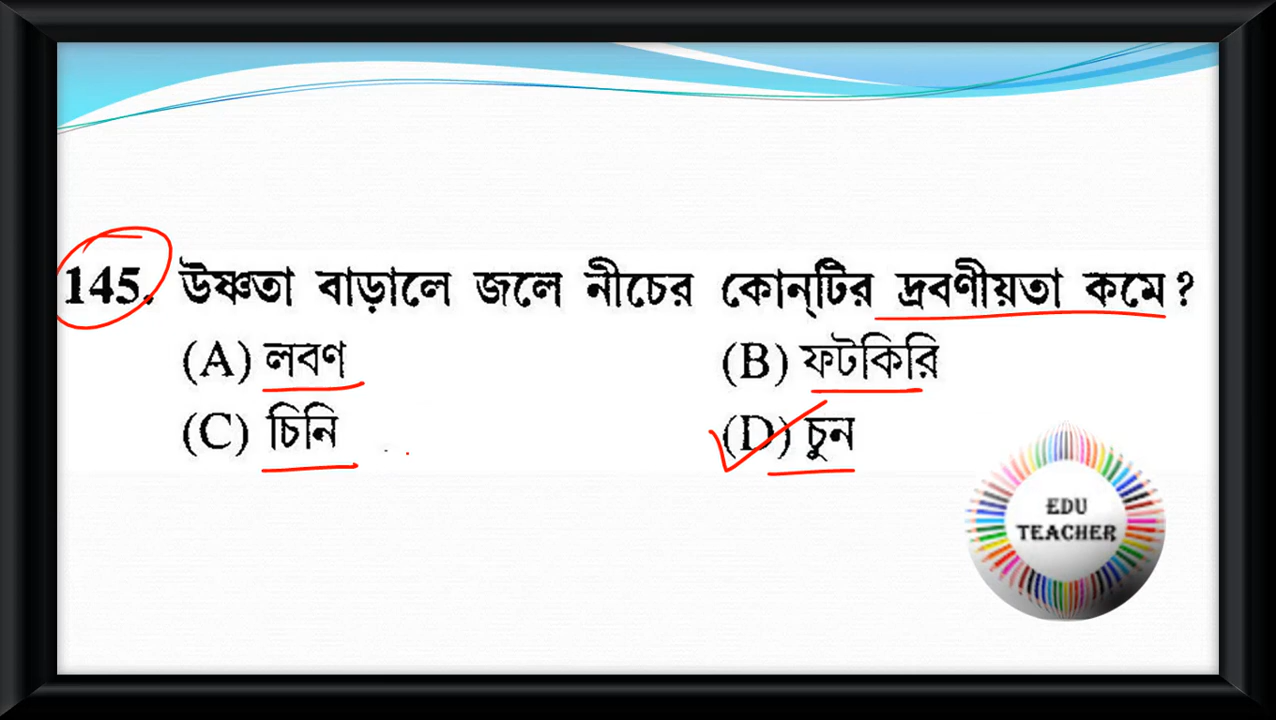 145. উষ্ণতা বাড়ালে জলে নীচের কোন্‌টির দ্রবণীয়তা কমে?
(A) লবণ (B) ফটকিরি
(C) চিনি (D) চুন
EDU
TEACHER